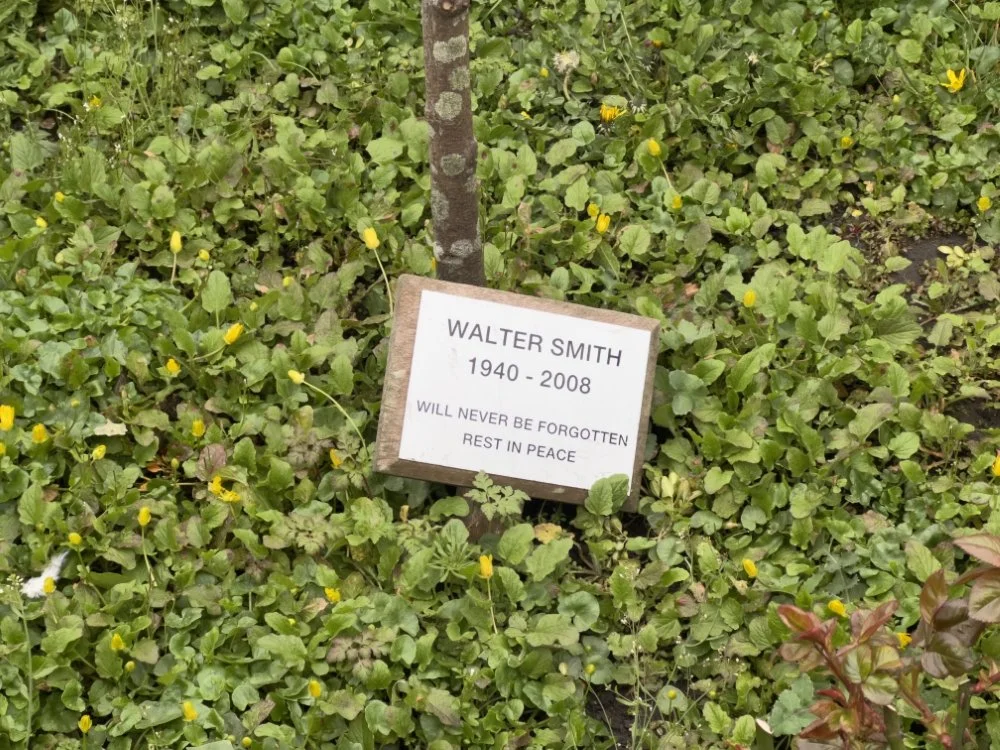 WALTER SMITH
1940 - 2008
WILL NEVER BE FORGOTTEN
REST IN PEACE